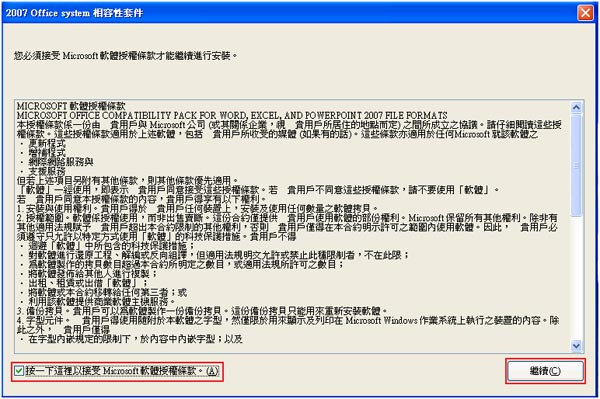 2007 Office system 相容性套件
您必須接受 Microsoft 軟體授權條款才能繼續進行安裝。
MICROSOFT 軟體授權條款
MICROSOFT OFFICE COMPATIBILITY PACK FOR WORD, EXCEL, AND POWERPOINT 2007 FILE FORMATS
本授權條款係一份由 貴用戶與 Microsoft 公司 (或其關係企業，視 貴用戶所居住的地點而定) 之間所成立之協議。請仔細閱讀這些授
權條款。這些授權條款適用於上述軟體，包括 貴用戶所收受的媒體 (如果有的話)。這些條款亦適用於任何Microsoft 就該軟體之
‧ 更新程式
‧ 增補程式
‧ 網際網路服務與
‧ 支援服務
但若上述項目另附有其他條款，則其他條款優先適用。
「軟體」一經使用，即表示 貴用戶同意接受這些授權條款。若 貴用戶不同意這些授權條款，請不要使用「軟體」。
若 貴用戶同意本授權條款的內容，貴用戶得享有以下權利。
1. 安裝與使用權利。貴用戶得於 貴用戶任何裝置上，安裝及使用任何數量之軟體拷貝。
2. 授權範圍。軟體係授權使用，而非出售賣斷。這份合約僅提供 貴用戶使用軟體的部份權利。Microsoft 保留所有其他權利。除非有
其他適用法規賦予 貴用戶超出本合約限制的其他權利，否則 貴用戶僅得在本合約明示許可之範圍內使用軟體。因此， 貴用戶必
須遵守只允許以特定方式使用「軟體」的科技保護措施。貴用戶不得
‧ 迴避「軟體」中所包含的科技保護措施；
‧ 對軟體進行還原工程、解編或反向組譯，但適用法規明文允許或禁止此種限制者，不在此限；
‧ 為軟體製作的拷貝數目超過本合約所明定之數目，或適用法規所許可之數目；
‧ 將軟體發佈給其他人進行複製；
‧ 出租、租賃或出借「軟體」；
‧ 將軟體或本合約移轉給任何第三者；或
‧ 利用該軟體提供商業軟體主機服務。
3. 備份拷貝。貴用戶可以為軟體製作一份備份拷貝。這份備份拷貝只能用來重新安裝軟體。
4. 字型元件。 貴用戶得使用隨附於本軟體之字型，然僅限於用來顯示及列印在 Microsoft Windows 作業系統上執行之裝置的內容。除
此之外， 貴用戶僅得
‧ 在字型內嵌規定的限制下，於內容中內嵌字型；以及
按一下這裡以接受 Microsoft 軟體授權條款。(A)
繼續(C)